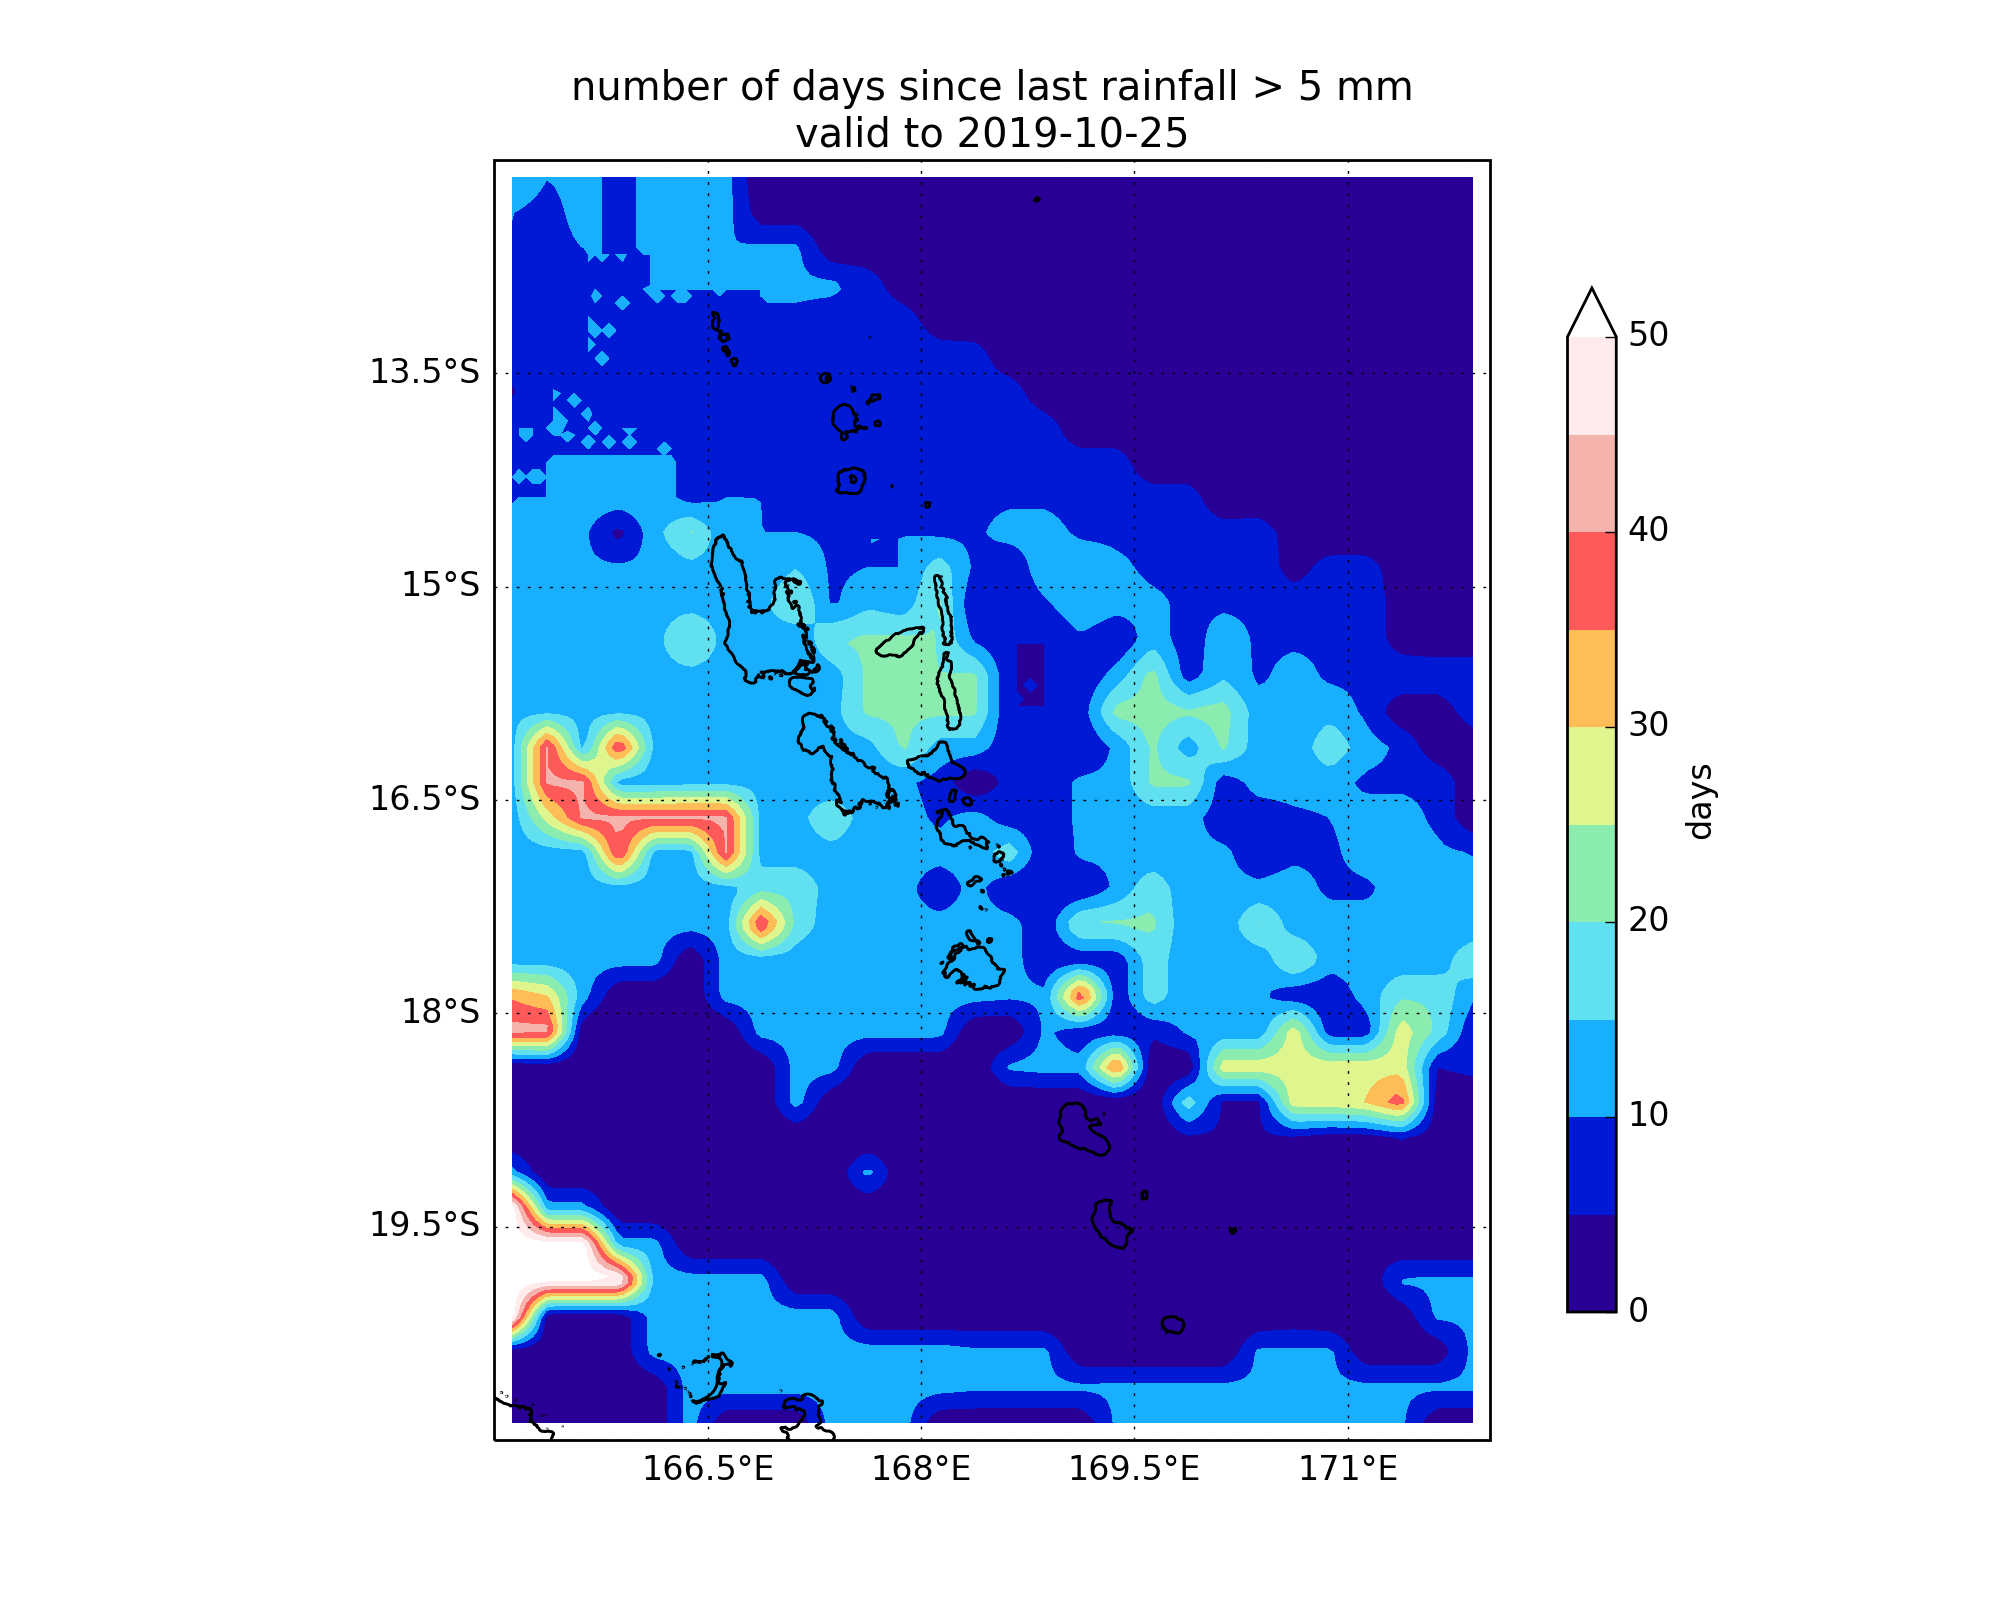 number of days since last rainfall > 5 mm
valid to 2019-10-25
13.5°S
15°S
16.5°S
18°S
19.5°S
166.5°E
168°E
169.5°E
171°E
50
40
30
20
10
0
days